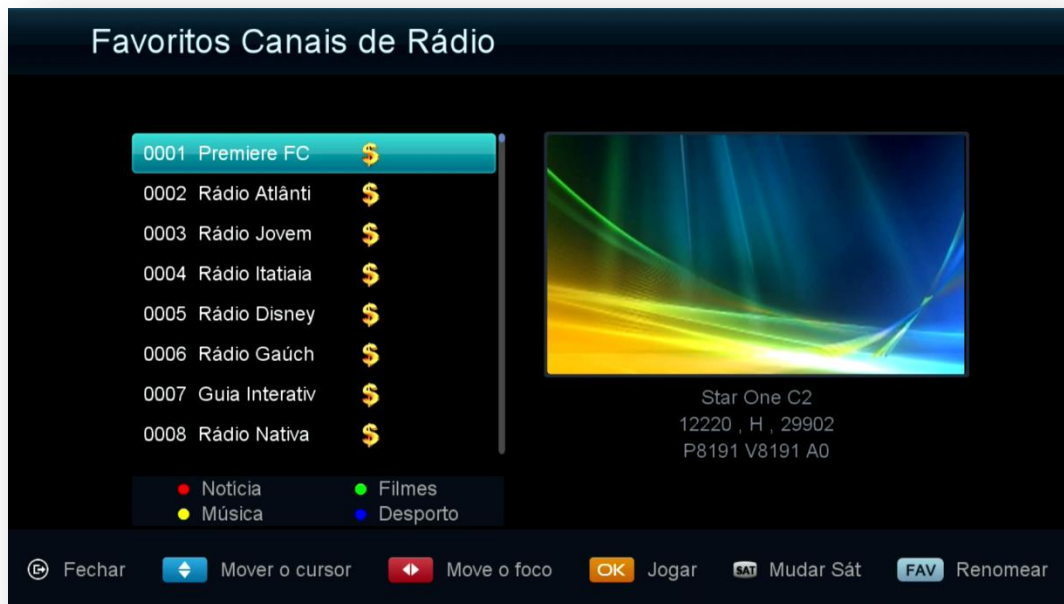 Favoritos Canais de Rádio
0001 Premiere FC $
0002 Rádio Atlânti $
0003 Rádio Jovem $
0004 Rádio Itatiaia $
0005 Rádio Disney $
0006 Rádio Gaúch $
0007 Guia Interativ $
0008 Rádio Nativa $
Star One C2
12220 , H , 29902
P8191 V8191 A0
Notícia Filmes
Música Desporto
Fechar Mover o cursor Move o foco OK Jogar SAT Mudar Sát FAV Renomear